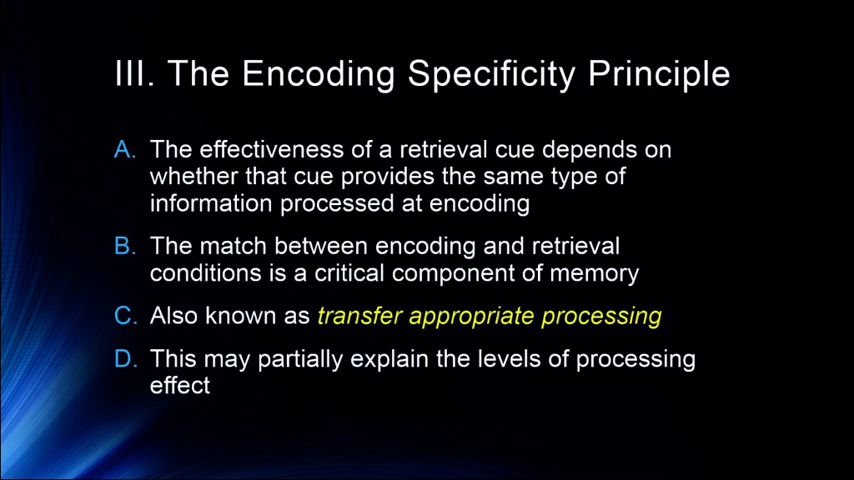 III. The Encoding Specificity Principle
A. The effectiveness of a retrieval cue depends on
whether that cue provides the same type of
information processed at encoding
B. The match between encoding and retrieval
conditions is a critical component of memory
C. Also known as transfer appropriate processing
D. This may partially explain the levels of processing
effect